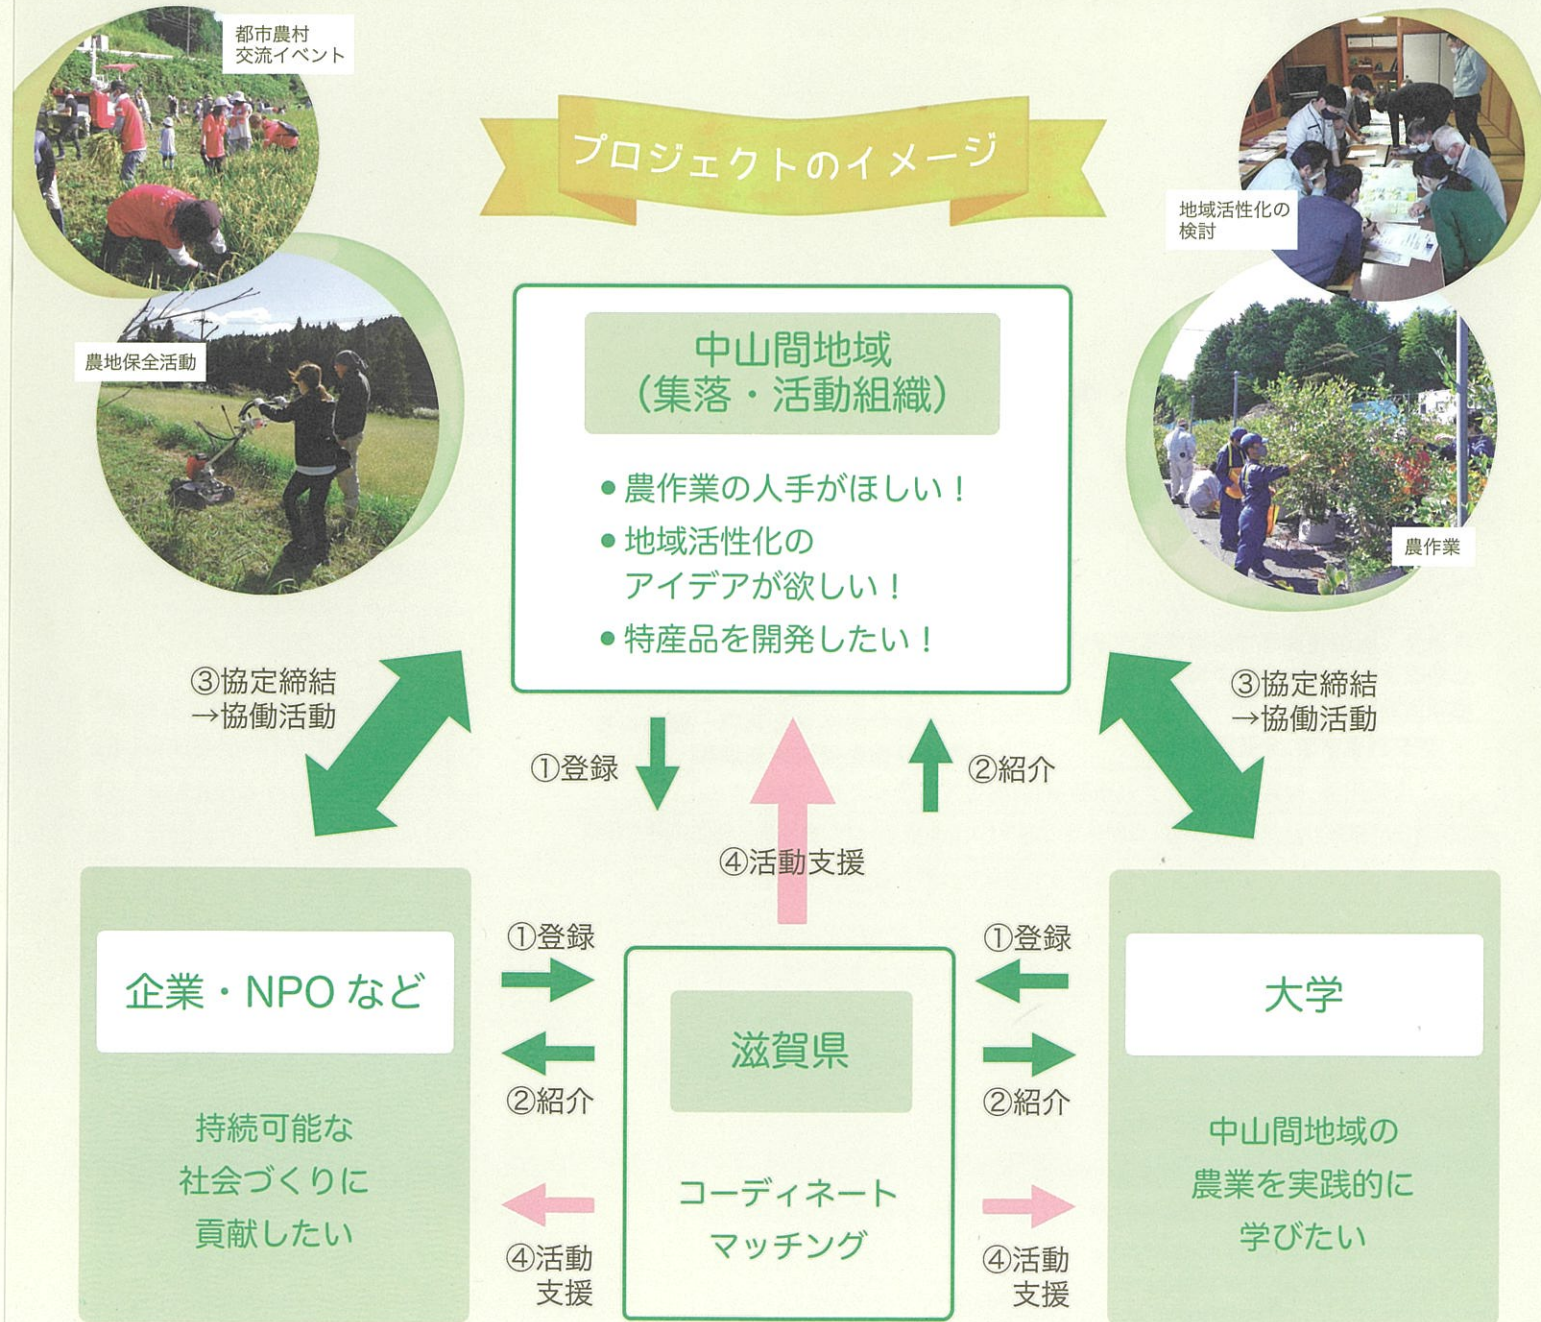 都市農村
交流イベント
プロジェクトのイメージ
地域活性化の
検討
農地保全活動
農作業
中山間地域
（集落・活動組織）
● 農作業の人手がほしい！
● 地域活性化の
アイデアが欲しい！
● 特産品を開発したい！
③協定締結
→協働活動
③協定締結
→協働活動
①登録
②紹介
④活動支援
企業・NPO など
持続可能な
社会づくりに
貢献したい
①登録
②紹介
④活動
支援
滋賀県
コーディネート
マッチング
①登録
②紹介
④活動
支援
大学
中山間地域の
農業を実践的に
学びたい